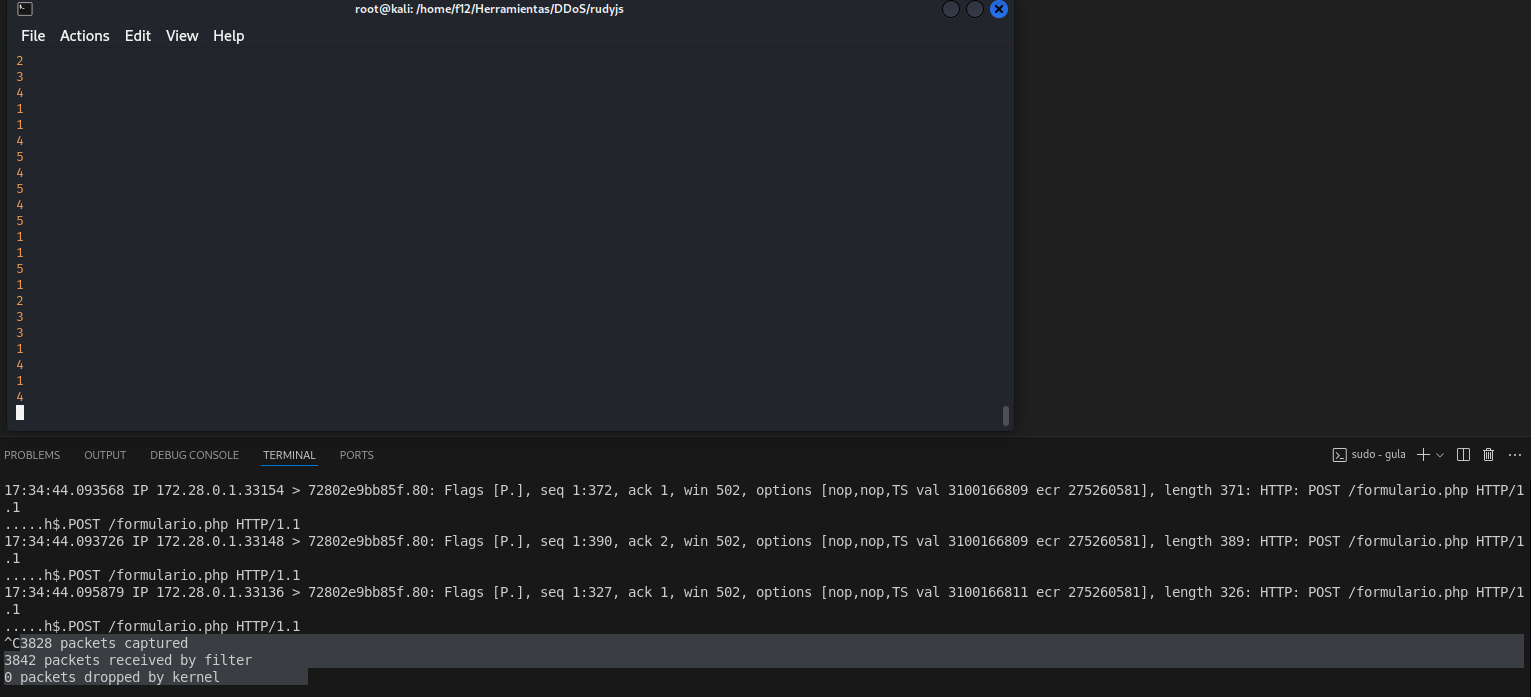 root@kali: /home/f12/Herramientas/DDoS/rudyjs
File Actions Edit View Help
2
3
4
1
1
4
5
4
5
4
5
1
1
5
1
2
3
3
1
4
1
4
PROBLEMS OUTPUT DEBUG CONSOLE TERMINAL PORTS sudo - gula
17:34:44.093568 IP 172.28.0.1.33154 > 72802e9bb85f.80: Flags [P.], seq 1:372, ack 1, win 502, options [nop,nop,TS val 3100166809 ecr 275260581], length 371: HTTP: POST /formulario.php HTTP/1
.1
.....h$.POST /formulario.php HTTP/1.1
17:34:44.093726 IP 172.28.0.1.33148 > 72802e9bb85f.80: Flags [P.], seq 1:390, ack 2, win 502, options [nop,nop,TS val 3100166809 ecr 275260581], length 389: HTTP: POST /formulario.php HTTP/1
.1
.....h$.POST /formulario.php HTTP/1.1
17:34:44.095879 IP 172.28.0.1.33136 > 72802e9bb85f.80: Flags [P.], seq 1:327, ack 1, win 502, options [nop,nop,TS val 3100166811 ecr 275260581], length 326: HTTP: POST /formulario.php HTTP/1
.1
.....h$.POST /formulario.php HTTP/1.1
^C3828 packets captured
3842 packets received by filter
0 packets dropped by kernel